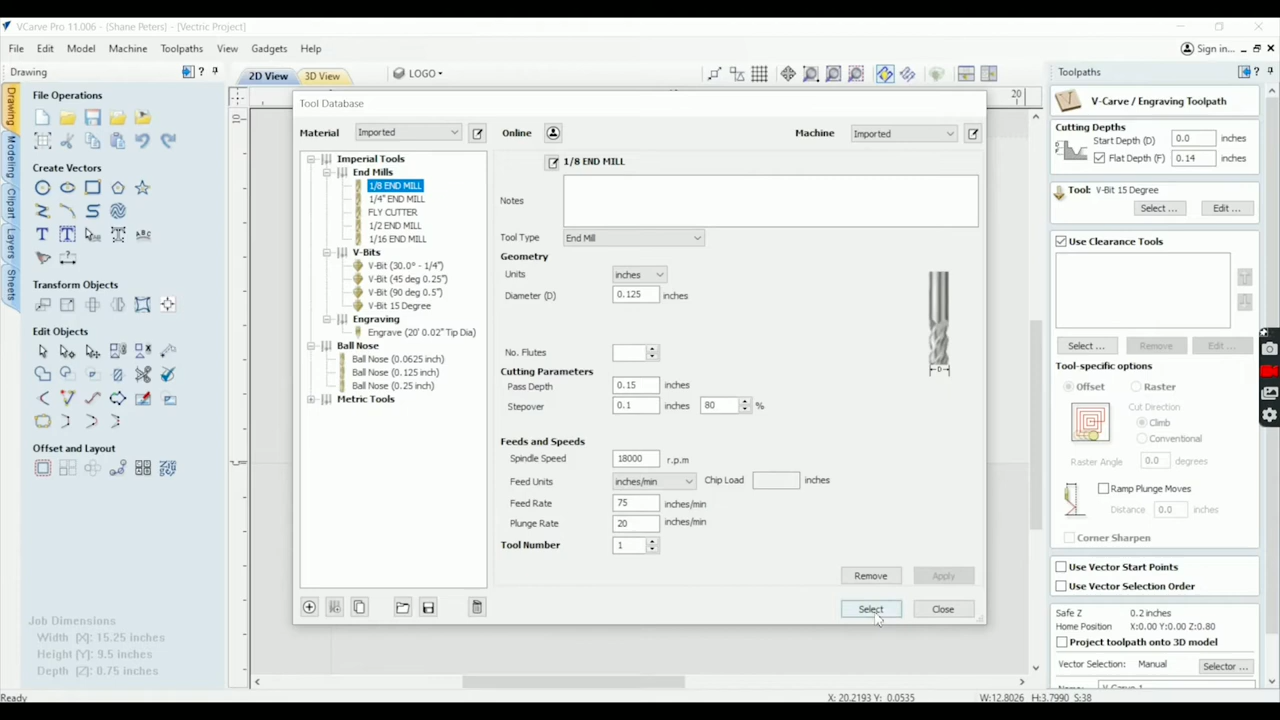 VCarve Pro 11.006 - {Shane Peters} - [Vectric Project]
File Edit Model Machine Toolpaths View Gadgets Help
Sign in...
Drawing
2D View
3D View
LOGO
Toolpaths
Drawing
Modeling
Clipart
Layers
Sheets
File Operations
Create Vectors
Transform Objects
Edit Objects
Offset and Layout
Job Dimensions
Width [X]: 15.25 inches
Height [Y]: 9.5 inches
Depth [Z]: 0.75 inches
20
10
Tool Database
Material Imported
Online
Machine Imported
Imperial Tools
End Mills
1/8 END MILL
1/4" END MILL
FLY CUTTER
1/2 END MILL
1/16 END MILL
V-Bits
V-Bit (30.0° - 1/4")
V-Bit (45 deg 0.25")
V-Bit (90 deg 0.5")
V-Bit 15 Degree
Engraving
Engrave (20' 0.02" Tip Dia)
Ball Nose
Ball Nose (0.0625 inch)
Ball Nose (0.125 inch)
Ball Nose (0.25 inch)
Metric Tools
1/8 END MILL
Notes
Tool Type End Mill
Geometry
Units inches
Diameter (D) 0.125 inches
D
No. Flutes
Cutting Parameters
Pass Depth 0.15 inches
Stepover 0.1 inches 80 %
Feeds and Speeds
Spindle Speed 18000 r.p.m
Feed Units inches/min Chip Load inches
Feed Rate 75 inches/min
Plunge Rate 20 inches/min
Tool Number 1
Remove Apply
Select Close
V-Carve / Engraving Toolpath
Cutting Depths
Start Depth (D) 0.0 inches
Flat Depth (F) 0.14 inches
Tool: V-Bit 15 Degree
Select ... Edit ...
Use Clearance Tools
Select ... Remove Edit ...
Tool-specific options
Offset Raster
Cut Direction
Climb
Conventional
Raster Angle 0.0 degrees
Ramp Plunge Moves
Distance 0.0 inches
Corner Sharpen
Use Vector Start Points
Use Vector Selection Order
Safe Z 0.2 inches
Home Position X:0.00 Y:0.00 Z:0.80
Project toolpath onto 3D model
Vector Selection: Manual Selector ...
Name: V-Carve 1
Ready
X: 20.2193 Y: 0.0535
W:12.8026 H:3.7990 S:38